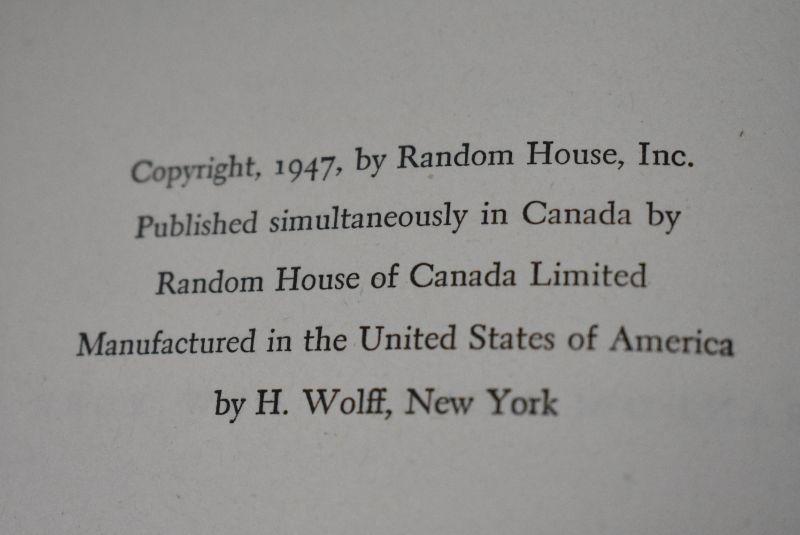 Copyright, 1947, by Random House, Inc.
Published simultaneously in Canada by
Random House of Canada Limited
Manufactured in the United States of America
by H. Wolff, New York